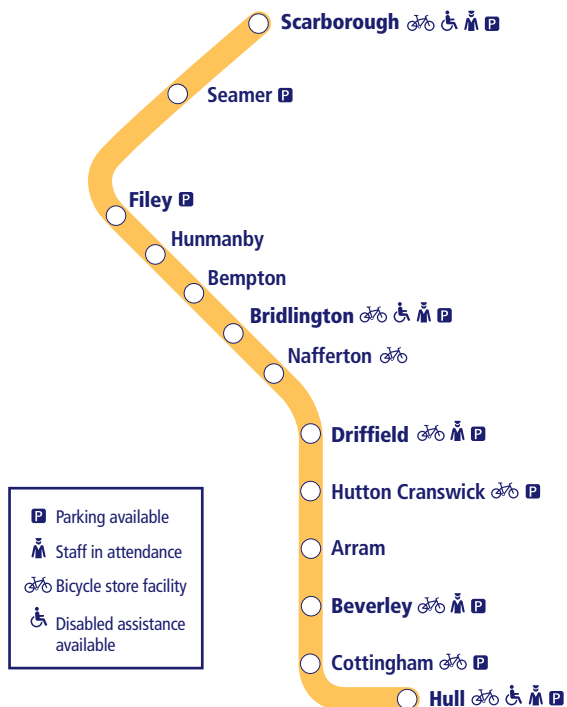 Scarborough P
Seamer P
Filey P
Hunmanby
Bempton
Bridlington P
Nafferton
Driffield P
Hutton Cranswick P
Arram
Beverley P
Cottingham P
Hull P
P Parking available
Staff in attendance
Bicycle store facility
Disabled assistance
available